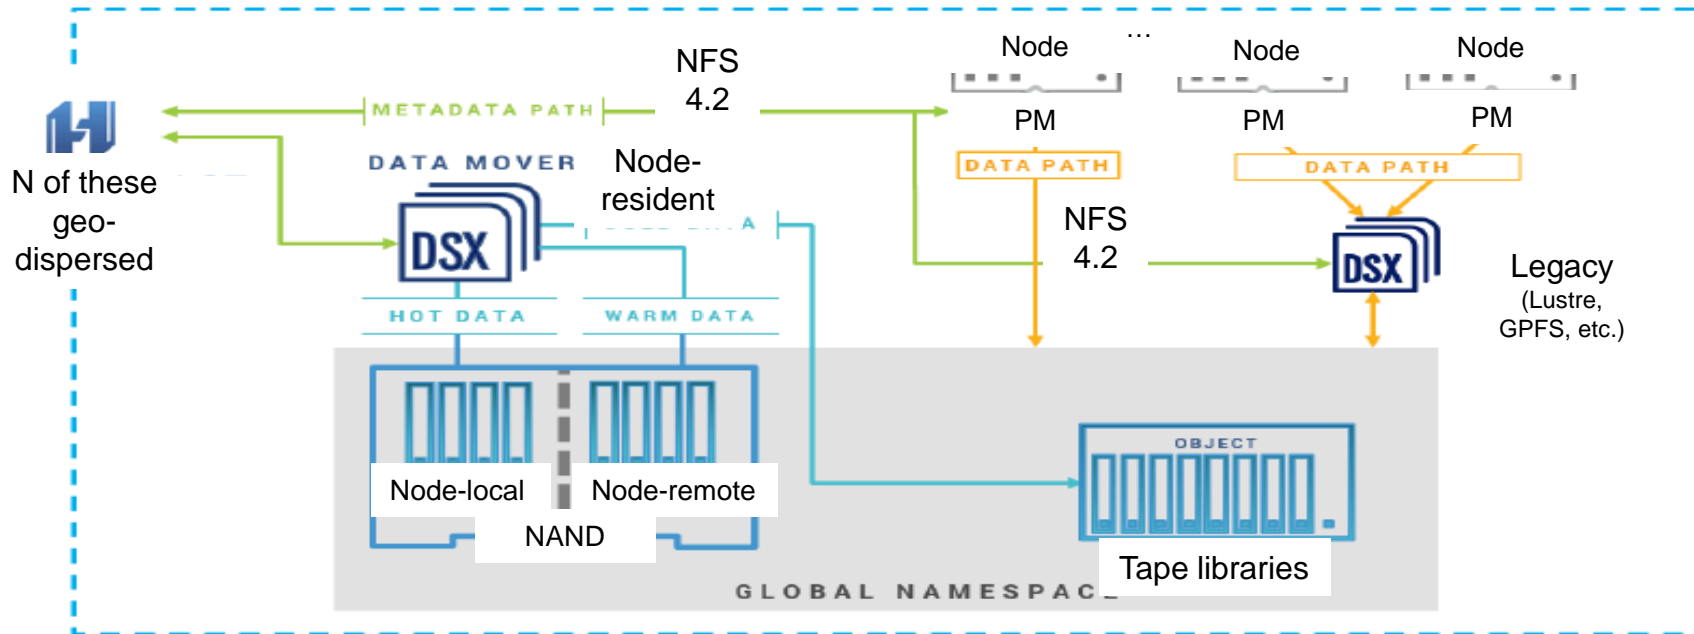 Node
…
Node
Node
NFS
4.2
METADATA PATH
PM
PM
PM
DATA MOVER
Node-
resident
DATA PATH
DATA PATH
N of these
geo-
dispersed
DSX
NFS
4.2
DSX
Legacy
(Lustre,
GPFS, etc.)
HOT DATA
WARM DATA
OBJECT
Node-local
Node-remote
NAND
Tape libraries
GLOBAL NAMESPACE